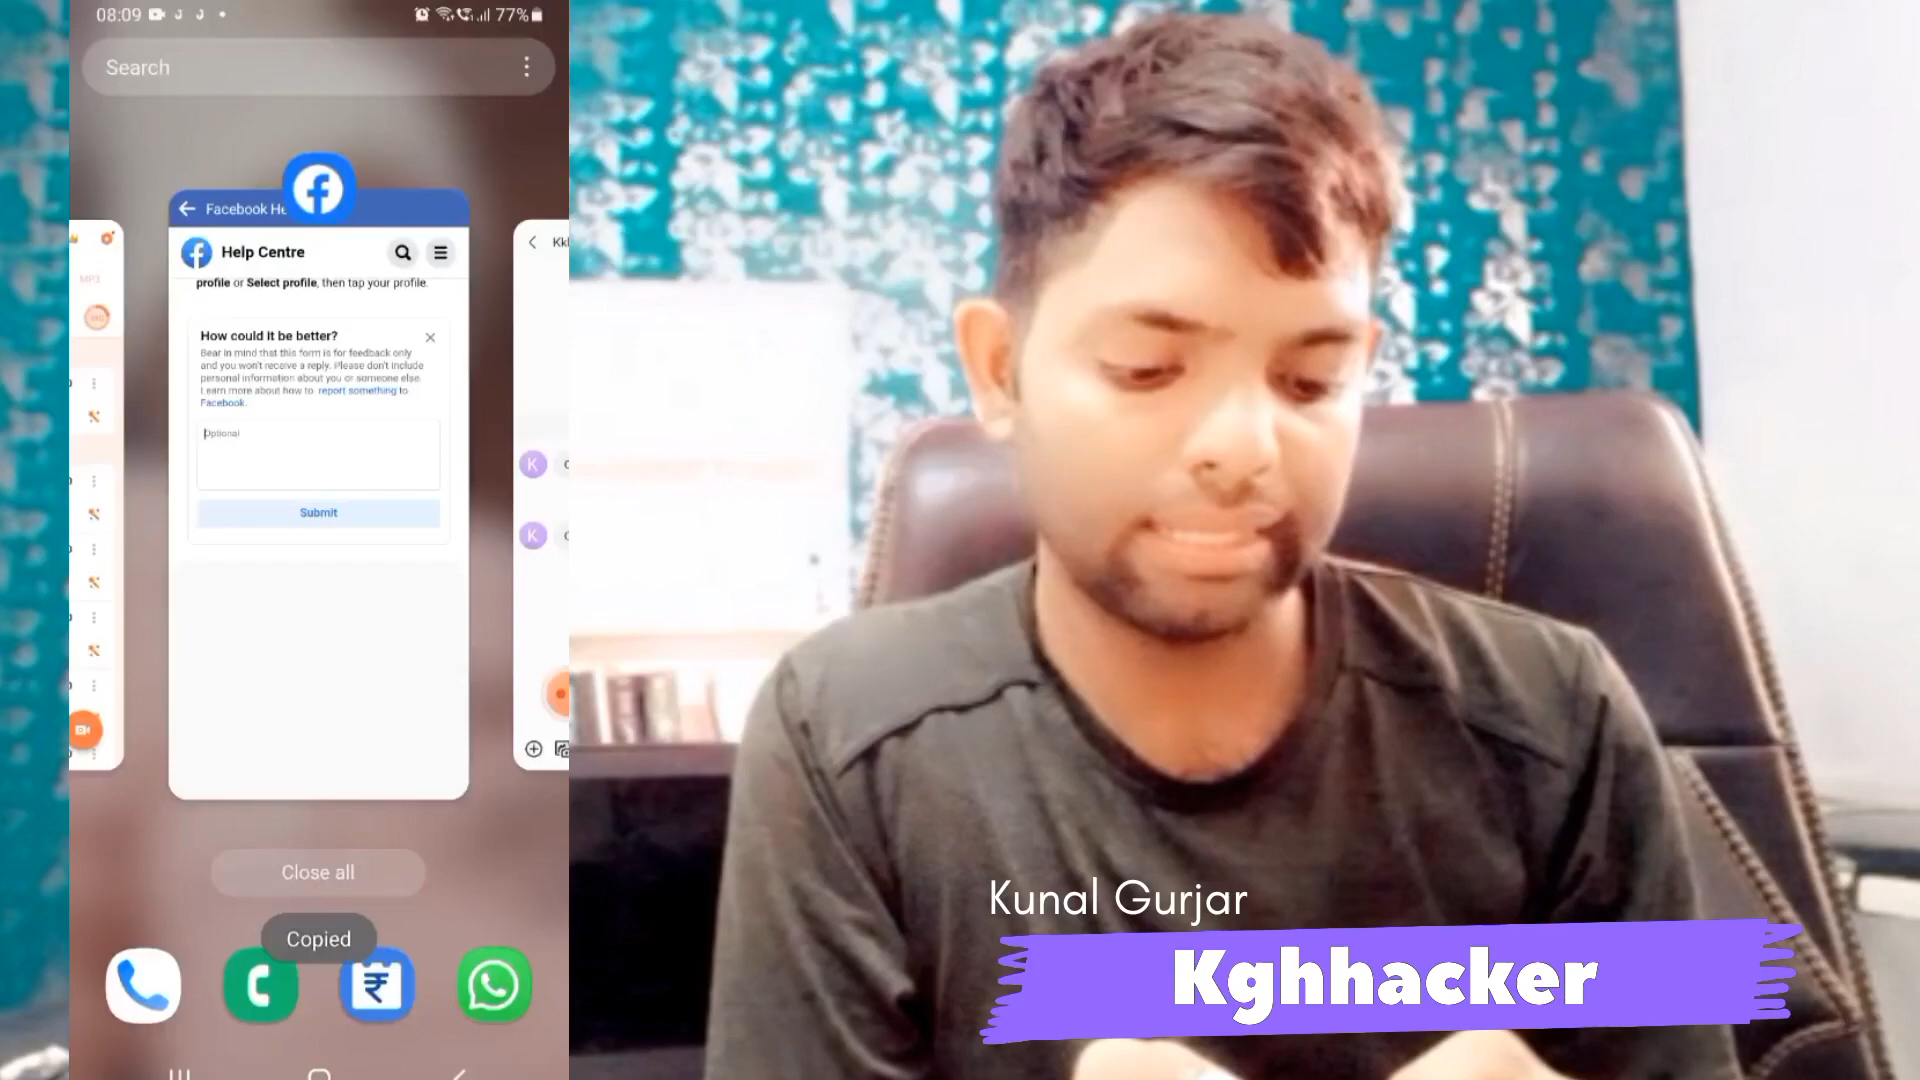 08:09
77%
Search
Facebook He
Help Centre
profile or Select profile, then tap your profile.
MP3
How could it be better?
Bear in mind that this form is for feedback only
and you won't receive a reply. Please don't include
personal information about you or someone else.
Learn more about how to report something to
Facebook.
Optional
Submit
K
K
Close all
Copied
Kunal Gurjar
Kghhacker